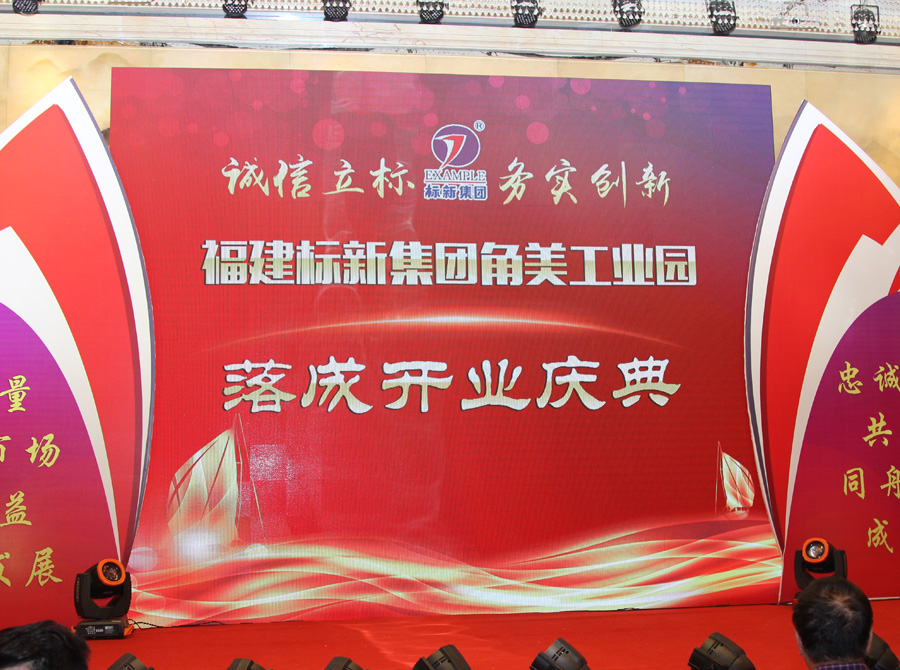 诚信立标 务实创新
®
EXAMPLE
标新集团
福建标新集团角美工业园
落成开业庆典
量
市场
益
发展
忠诚
共
同舟
成